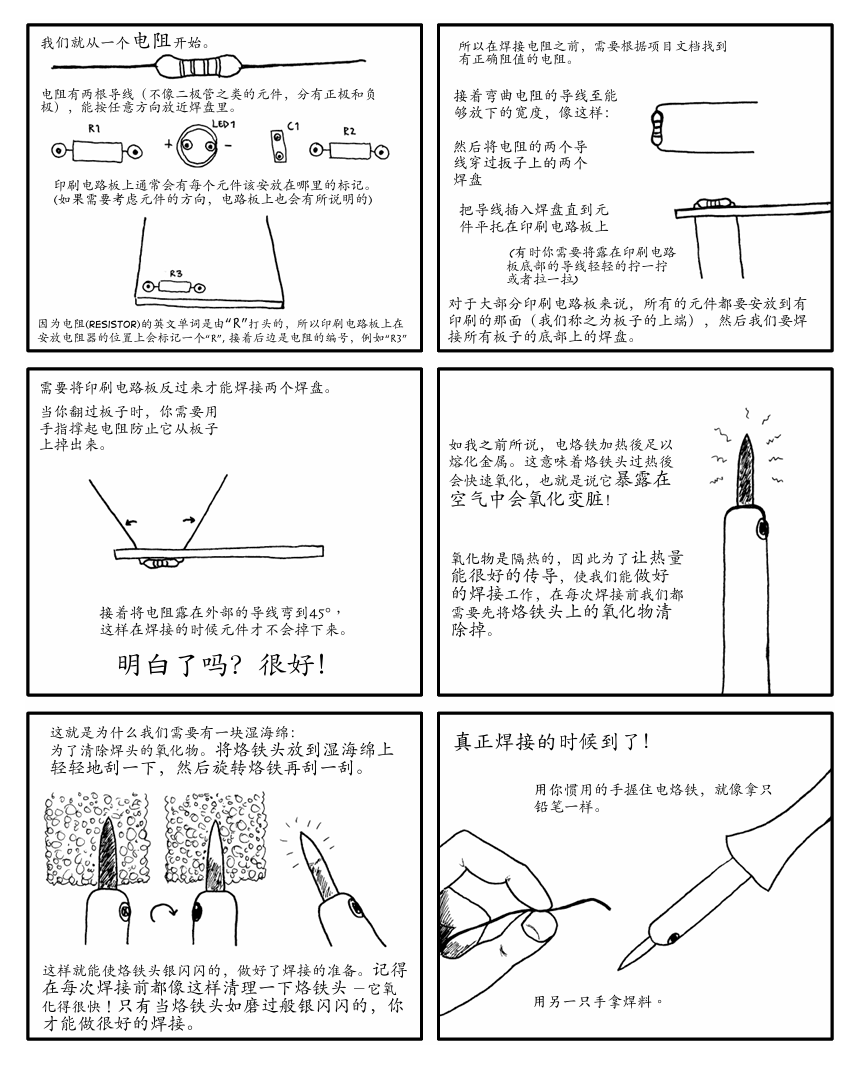 我们就从一个电阻开始。
电阻有两根导线（不像二极管之类的元件，分有正极和负
极），能按任意方向放近焊盘里。
R1
+
LED1
-
C1
R2
印刷电路板上通常会有每个元件该安放在哪里的标记。
(如果需要考虑元件的方向，电路板上也会有所说明的)
R3
因为电阻(RESISTOR)的英文单词是由“R”打头的，所以印刷电路板上在
安放电阻器的位置上会标记一个“R”, 接着后边是电阻的编号，例如“R3”
所以在焊接电阻之前，需要根据项目文档找到
有正确阻值的电阻。
接着弯曲电阻的导线至能
够放下的宽度，像这样：
然后将电阻的两个导
线穿过扳子上的两个
焊盘
把导线插入焊盘直到元
件平托在印刷电路板上
(有时你需要将露在印刷电路
板底部的导线轻轻的拧一拧
或者拉一拉)
对于大部分印刷电路板来说，所有的元件都要安放到有
印刷的那面（我们称之为板子的上端），然后我们要焊
接所有板子的底部上的焊盘。
需要将印刷电路板反过来才能焊接两个焊盘。
当你翻过板子时，你需要用
手指撑起电阻防止它从板子
上掉出来。
接着将电阻露在外部的导线弯到45°，
这样在焊接的时候元件才不会掉下来。
明白了吗？很好!
如我之前所说，电烙铁加热後足以
熔化金属。这意味着烙铁头过热後
会快速氧化，也就是说它暴露在
空气中会氧化变脏!
氧化物是隔热的，因此为了让热量
能很好的传导，使我们能做好
的焊接工作，在每次焊接前我们都
需要先将烙铁头上的氧化物清
除掉。
这就是为什么我们需要有一块湿海绵：
为了清除焊头的氧化物。将烙铁头放到湿海绵上
轻轻地刮一下，然后旋转烙铁再刮一刮。
这样就能使烙铁头银闪闪的，做好了焊接的准备。记得
在每次焊接前都像这样清理一下烙铁头 —它氧
化得很快！只有当烙铁头如磨过般银闪闪的，你
才能做很好的焊接。
真正焊接的时候到了!
用你惯用的手握住电烙铁，就像拿只
铅笔一样。
用另一只手拿焊料。